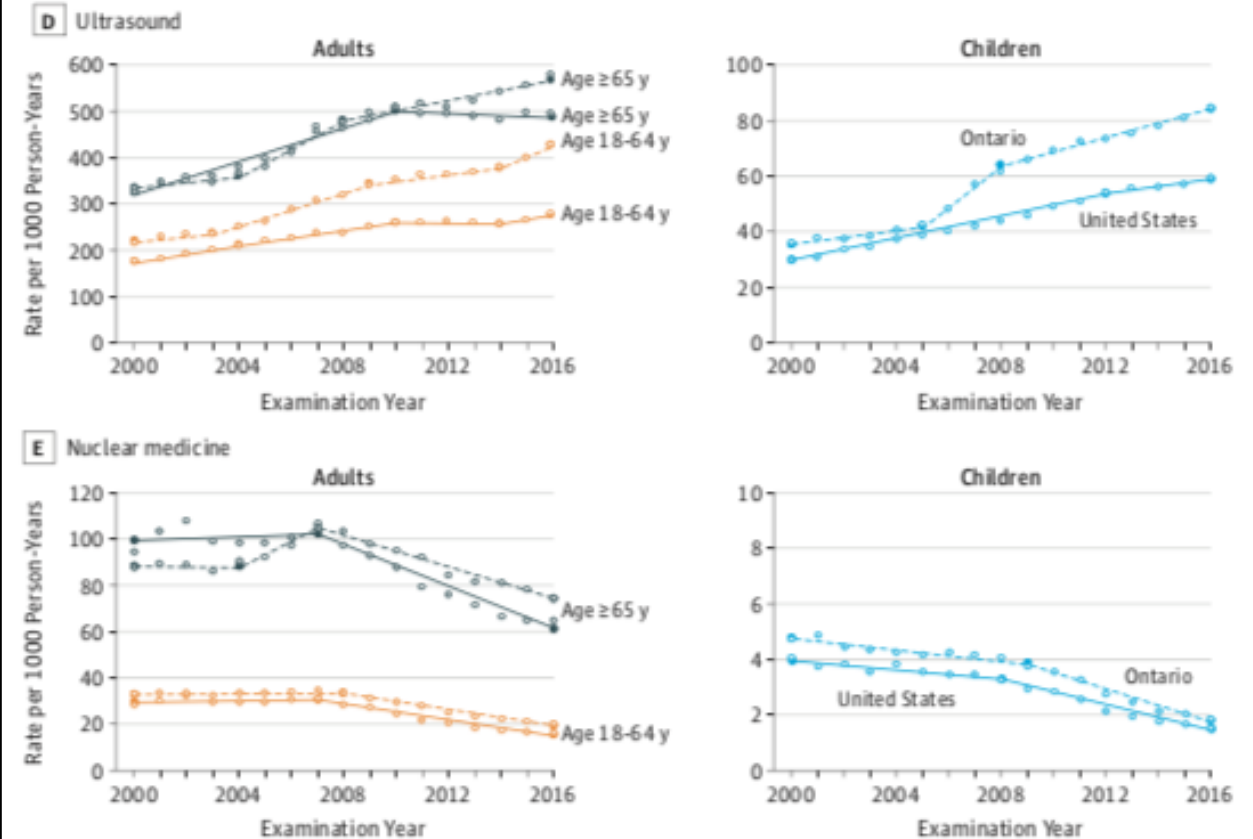 D Ultrasound
Adults
Children
Rate per 1000 Person-Years
600
500
400
300
200
100
0
Age ≥65 y
Age ≥65 y
Age 18-64 y
Age 18-64 y
2000 2004 2008 2012 2016
Examination Year
100
80
60
40
20
0
Ontario
United States
2000 2004 2008 2012 2016
Examination Year
E Nuclear medicine
Adults
Children
Rate per 1000 Person-Years
120
100
80
60
40
20
0
Age ≥65 y
Age 18-64 y
2000 2004 2008 2012 2016
Examination Year
10
8
6
4
2
0
Ontario
United States
2000 2004 2008 2012 2016
Examination Year